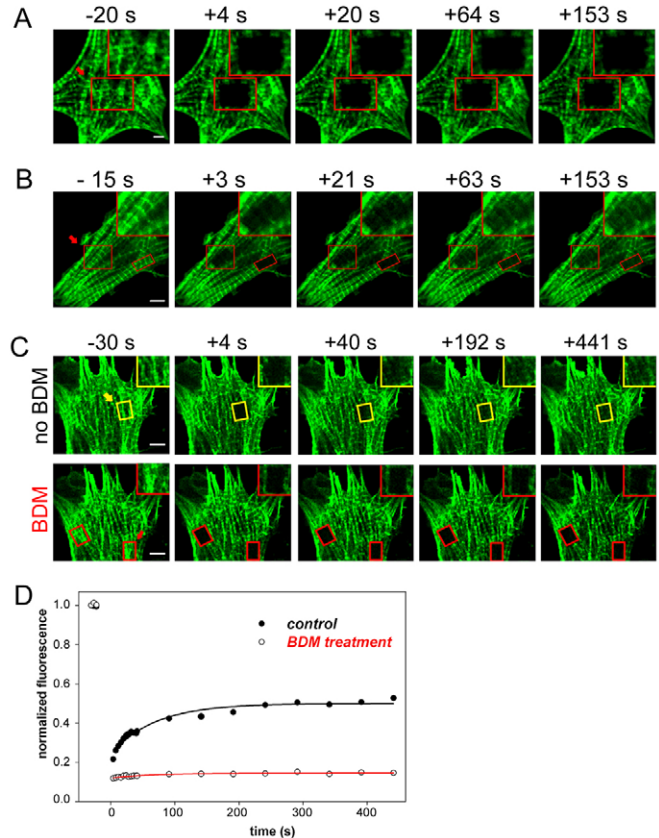 A
-20 s +4 s +20 s +64 s +153 s
B
- 15 s +3 s +21 s +63 s +153 s
C
-30 s +4 s +40 s +192 s +441 s
no BDM
BDM
D
normalized fluorescence
1.0
0.8
0.6
0.4
0.2
0.0
control
BDM treatment
0 100 200 300 400
time (s)